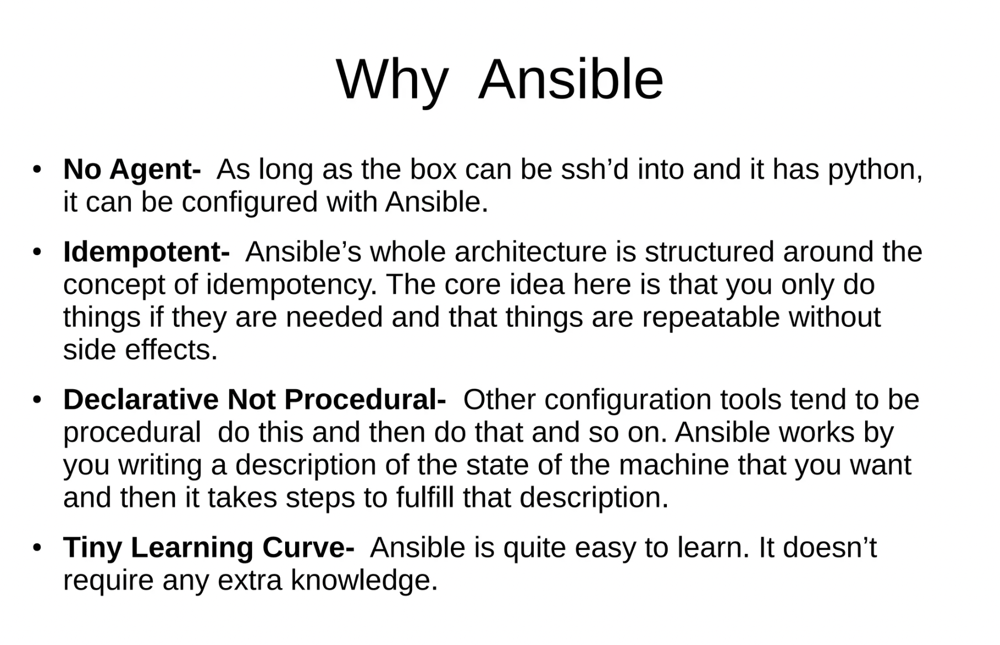 Why  Ansible
• No Agent-  As long as the box can be ssh’d into and it has python,
it can be configured with Ansible.
• Idempotent-  Ansible’s whole architecture is structured around the
concept of idempotency. The core idea here is that you only do
things if they are needed and that things are repeatable without
side effects.
• Declarative Not Procedural-  Other configuration tools tend to be
procedural  do this and then do that and so on. Ansible works by
you writing a description of the state of the machine that you want
and then it takes steps to fulfill that description.
• Tiny Learning Curve-  Ansible is quite easy to learn. It doesn’t
require any extra knowledge.